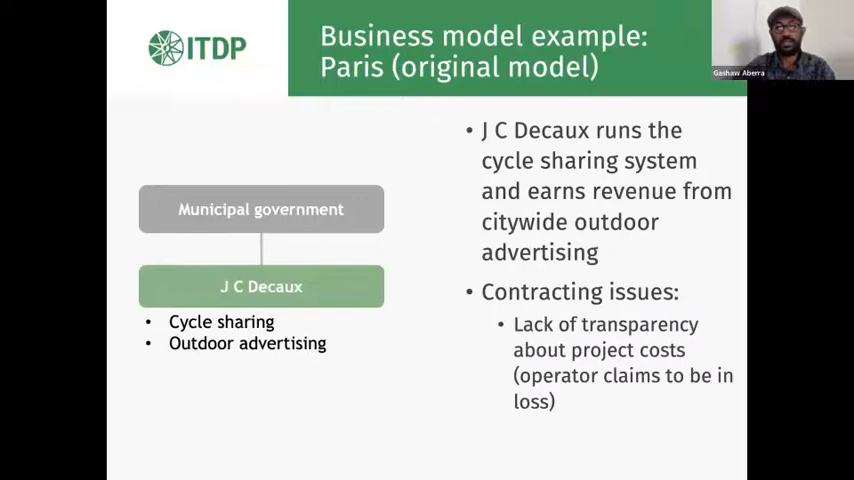 ITDP
Business model example:
Paris (original model)
Gashaw Aberra
Municipal government
J C Decaux
• Cycle sharing
• Outdoor advertising
• J C Decaux runs the
cycle sharing system
and earns revenue from
citywide outdoor
advertising
• Contracting issues:
• Lack of transparency
about project costs
(operator claims to be in
loss)